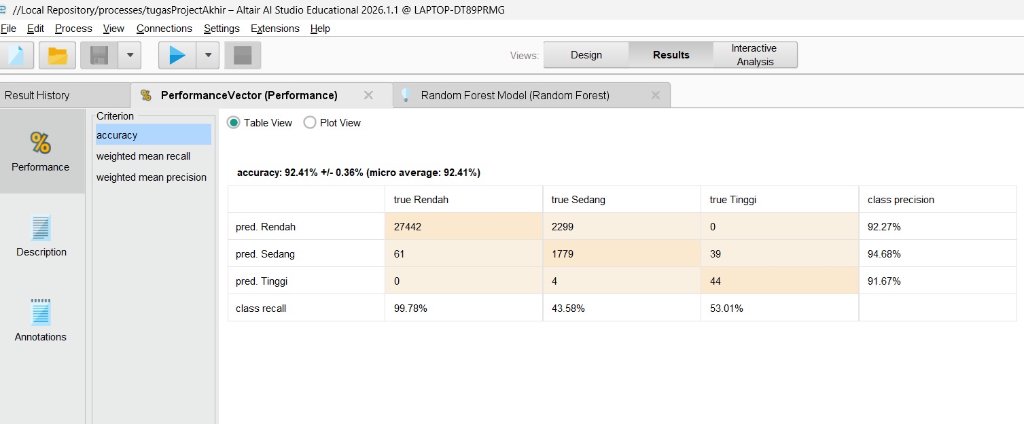 //Local Repository/processes/tugasProjectAkhir – Altair AI Studio Educational 2026.1.1 @ LAPTOP-DT89PRMG
File Edit Process View Connections Settings Extensions Help
Views: Design Results Interactive Analysis
Result History PerformanceVector (Performance) Random Forest Model (Random Forest)
Performance
Description
Annotations
Criterion
accuracy
weighted mean recall
weighted mean precision
Table View Plot View
accuracy: 92.41% +/- 0.36% (micro average: 92.41%)
true Rendah true Sedang true Tinggi class precision
pred. Rendah 27442 2299 0 92.27%
pred. Sedang 61 1779 39 94.68%
pred. Tinggi 0 4 44 91.67%
class recall 99.78% 43.58% 53.01%